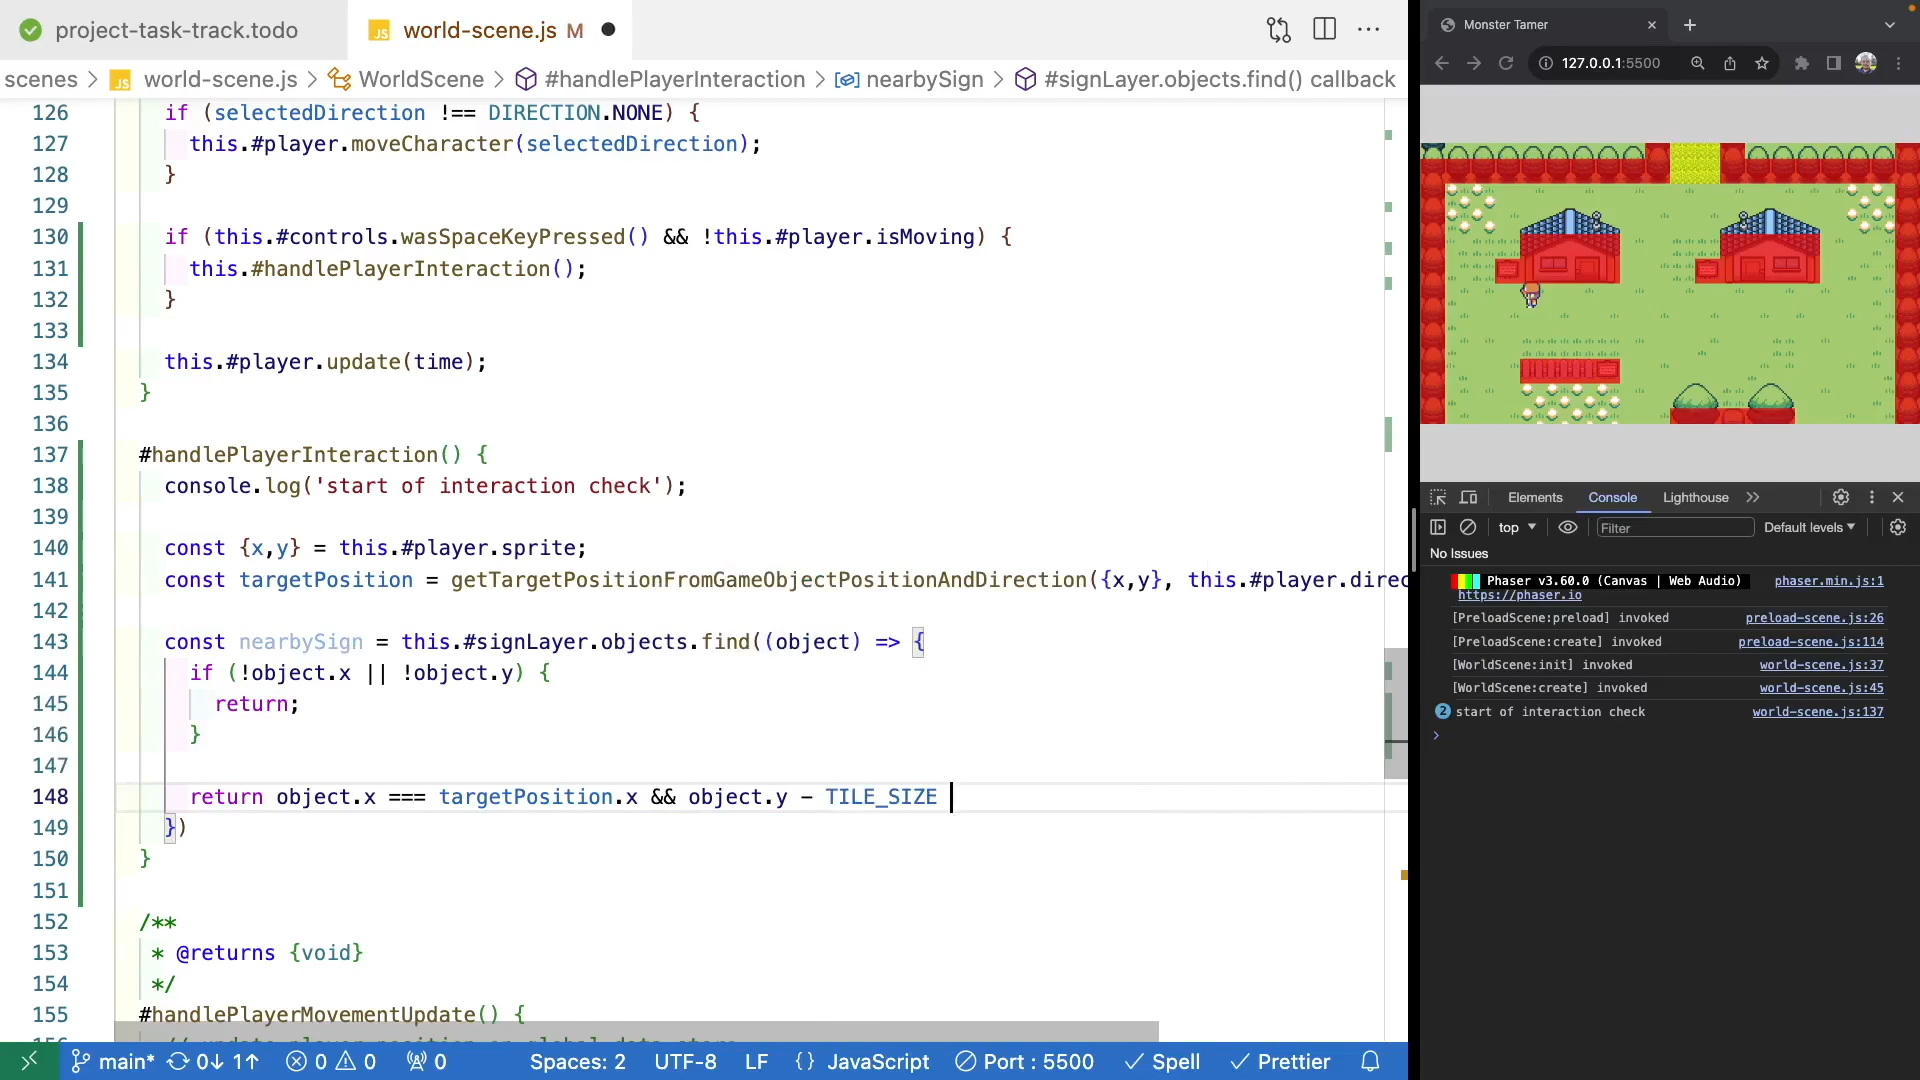 project-task-track.todo
JS world-scene.js M
scenes > JS world-scene.js > WorldScene > #handlePlayerInteraction > nearbySign > #signLayer.objects.find() callback
126 if (selectedDirection !== DIRECTION.NONE) {
127 this.#player.moveCharacter(selectedDirection);
128 }
129
130 if (this.#controls.wasSpaceKeyPressed() && !this.#player.isMoving) {
131 this.#handlePlayerInteraction();
132 }
133
134 this.#player.update(time);
135 }
136
137 #handlePlayerInteraction() {
138 console.log('start of interaction check');
139
140 const {x,y} = this.#player.sprite;
141 const targetPosition = getTargetPositionFromGameObjectPositionAndDirection({x,y}, this.#player.direc
142
143 const nearbySign = this.#signLayer.objects.find((object) => {
144 if (!object.x || !object.y) {
145 return;
146 }
147
148 return object.x === targetPosition.x && object.y - TILE_SIZE
149 })
150 }
151
152 /**
153 * @returns {void}
154 */
155 #handlePlayerMovementUpdate() {
main* 0↓ 1↑ 0 0 0 Spaces: 2 UTF-8 LF {} JavaScript Port : 5500 Spell Prettier
Monster Tamer
127.0.0.1:5500
Elements Console Lighthouse
top Filter Default levels
No Issues
Phaser v3.60.0 (Canvas | Web Audio) phaser.min.js:1
https://phaser.io
[PreloadScene:preload] invoked preload-scene.js:26
[PreloadScene:create] invoked preload-scene.js:114
[WorldScene:init] invoked world-scene.js:37
[WorldScene:create] invoked world-scene.js:45
2 start of interaction check world-scene.js:137